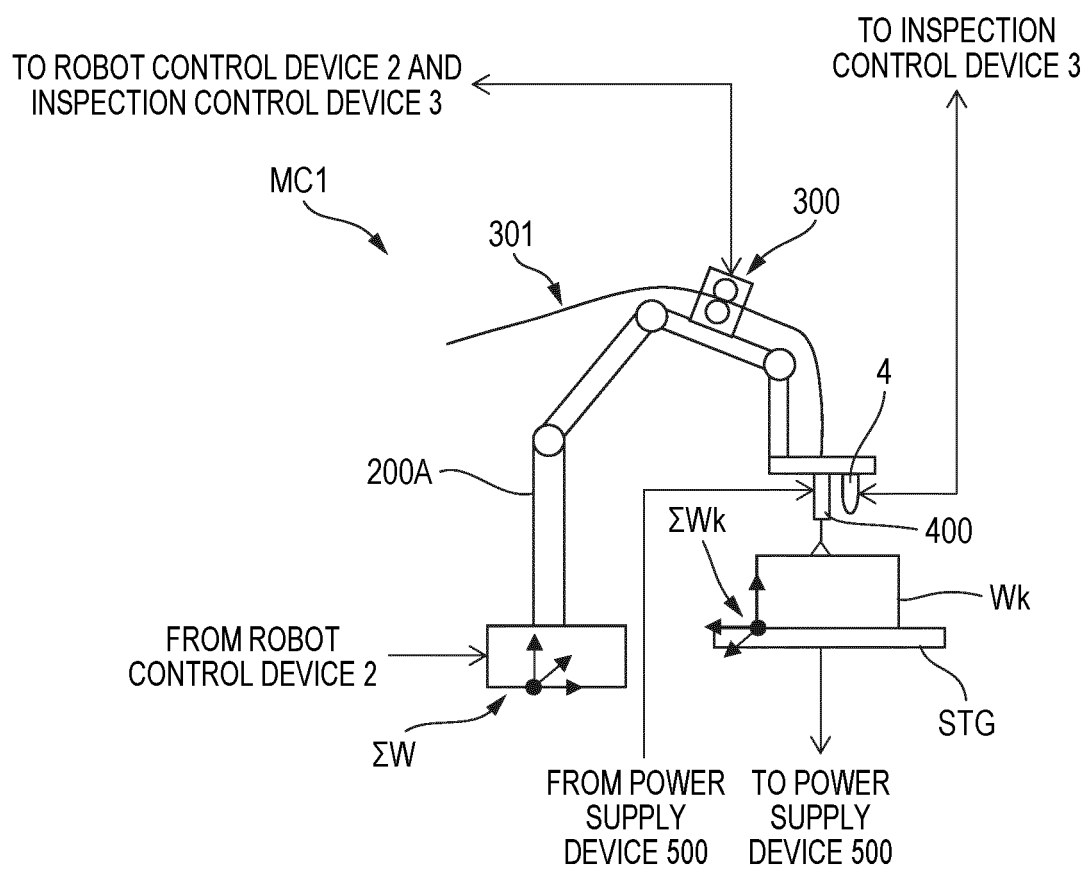 TO INSPECTION
CONTROL DEVICE 3
TO ROBOT CONTROL DEVICE 2 AND
INSPECTION CONTROL DEVICE 3
MC1
300
301
4
200A
400
ΣWk
Wk
FROM ROBOT
CONTROL DEVICE 2
STG
ΣW
FROM POWER
SUPPLY
DEVICE 500
TO POWER
SUPPLY
DEVICE 500